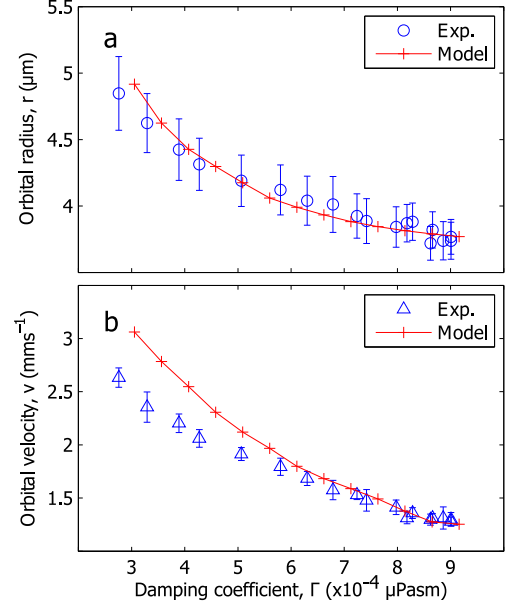 5.5
5
4.5
4
Orbital radius, r (μm)
a
Exp.
Model
3
2.5
2
1.5
Orbital velocity, v (mms⁻¹)
b
Exp.
Model
3 4 5 6 7 8 9
Damping coefficient, Γ (x10⁻⁴ μPasm)